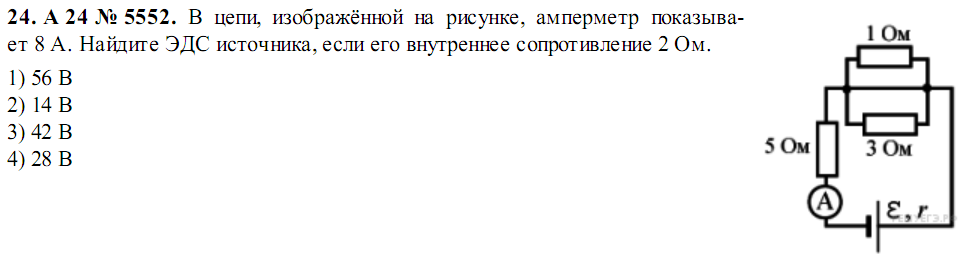 24. А 24 № 5552. В цепи, изображённой на рисунке, амперметр показыва-
ет 8 А. Найдите ЭДС источника, если его внутреннее сопротивление 2 Ом.
1) 56 В
2) 14 В
3) 42 В
4) 28 В
1 Ом
5 Ом
3 Ом
А
ℰ, r